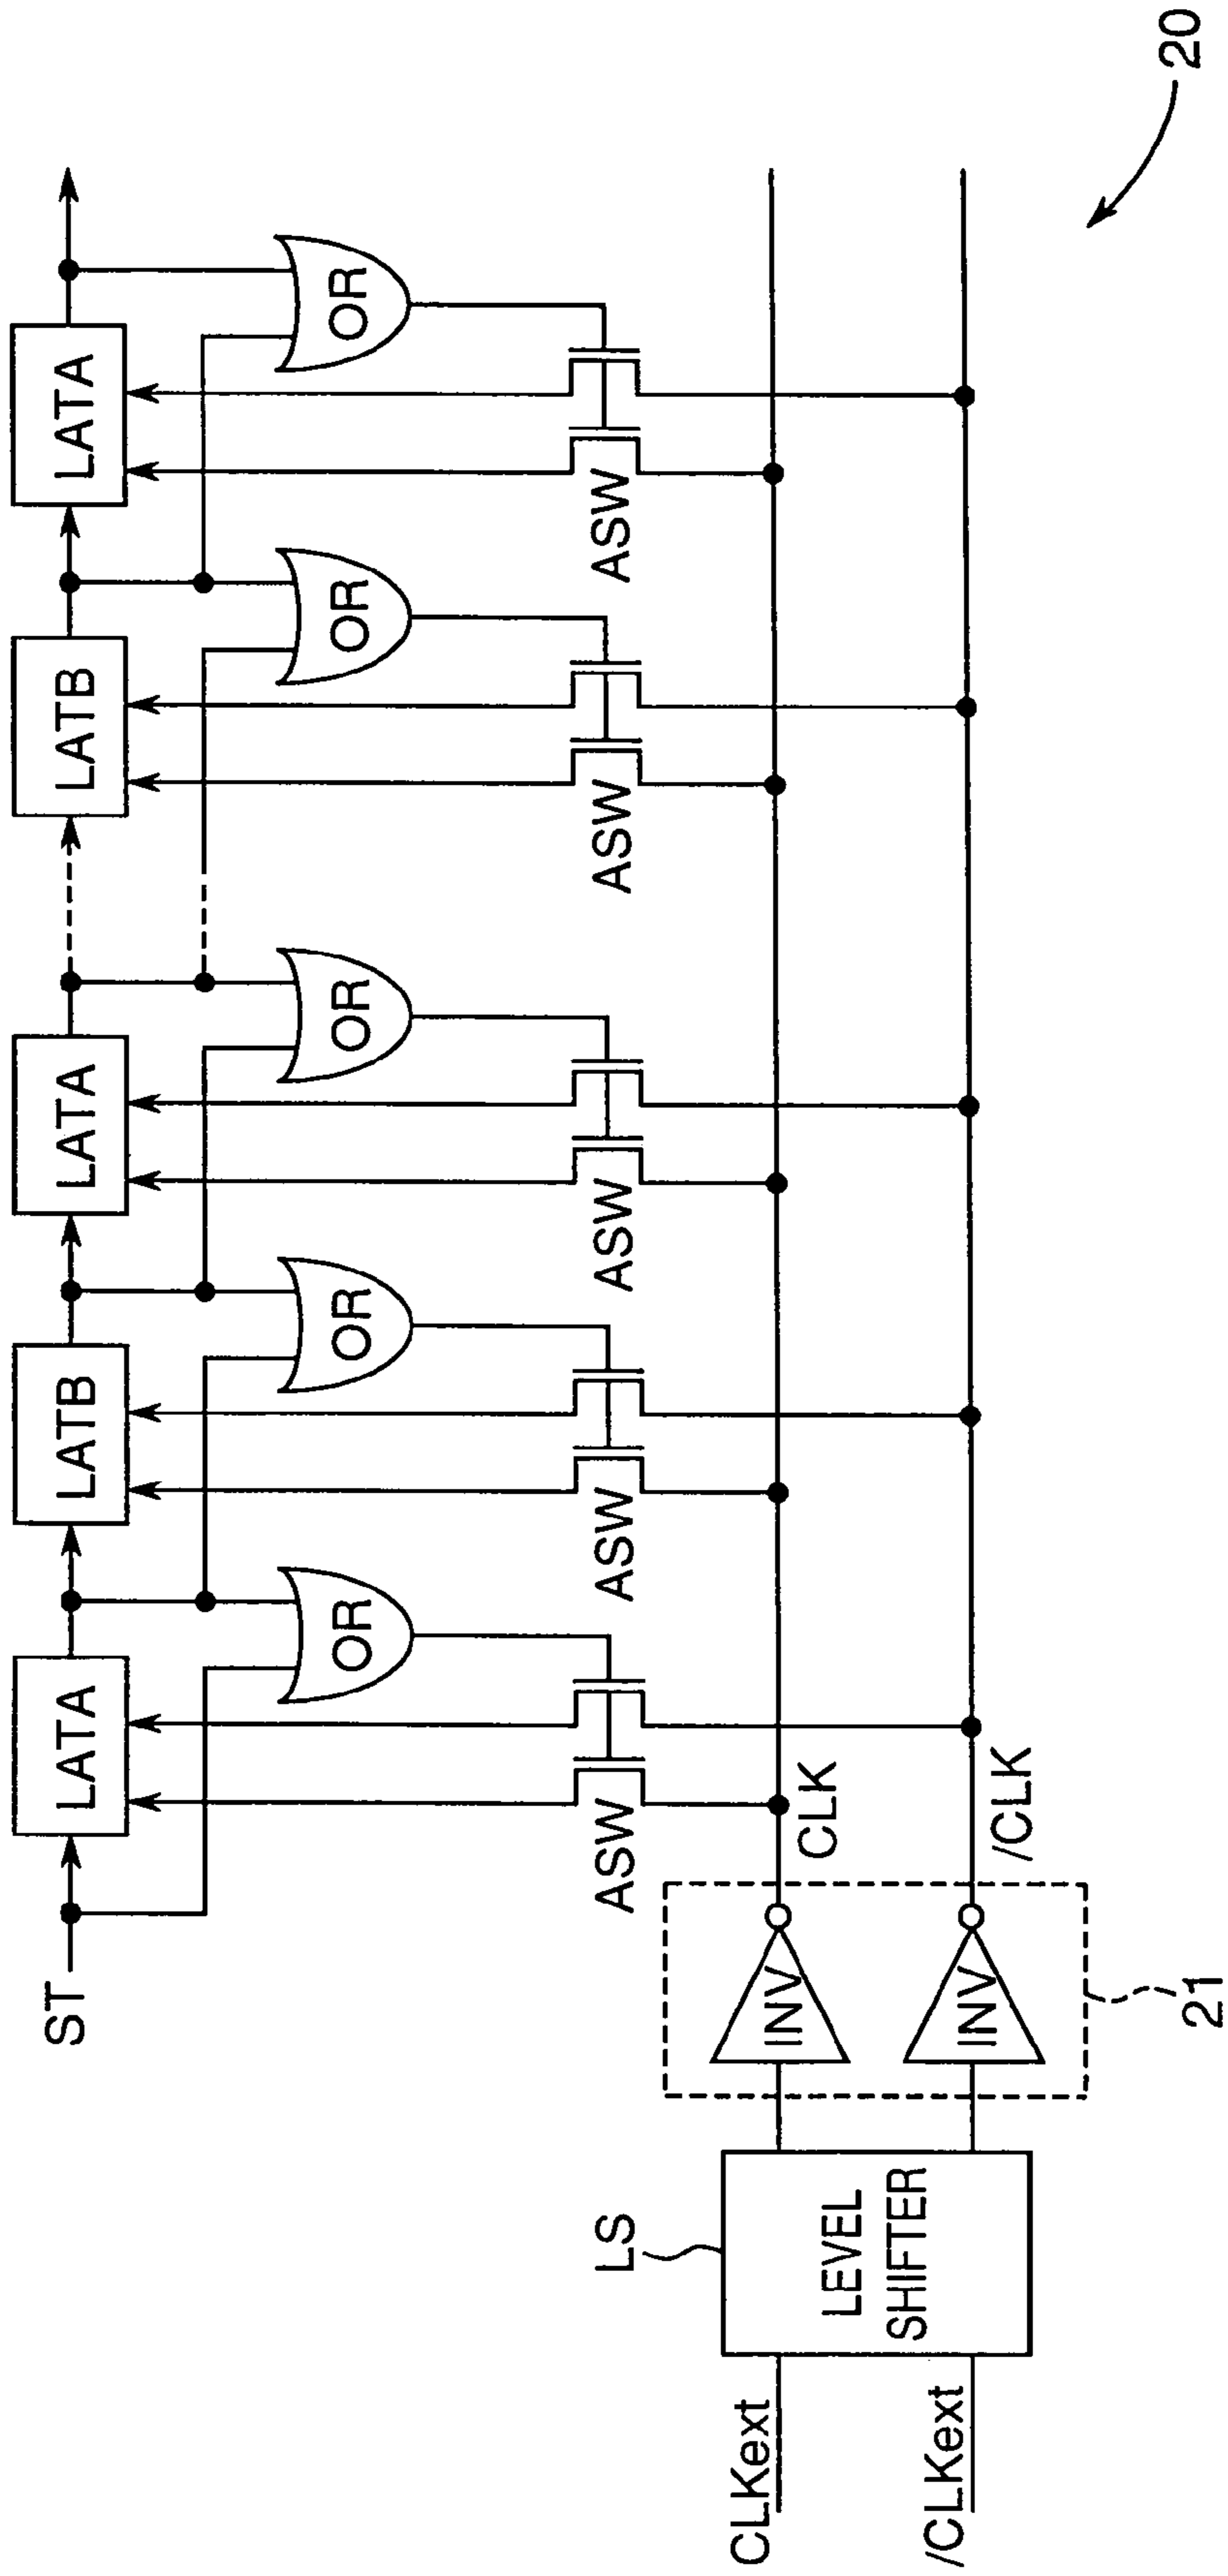 20
ST
LATA
LATB
LATA
LATB
LATA
OR
OR
OR
OR
OR
ASW
ASW
ASW
ASW
ASW
CLKext
/CLKext
LS
LEVEL
SHIFTER
INV
INV
21
CLK
/CLK